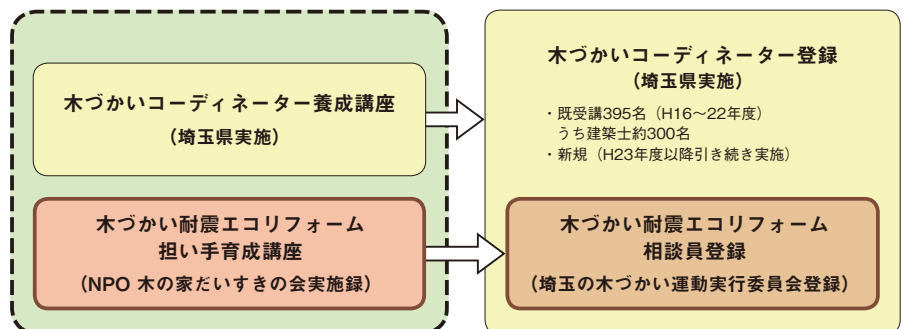 木づかいコーディネーター養成講座
（埼玉県実施）
木づかい耐震エコリフォーム
担い手育成講座
（NPO 木の家だいすきの会実施録）
木づかいコーディネーター登録
（埼玉県実施）
・既受講395名（H16〜22年度）
うち建築士約300名
・新規（H23年度以降引き続き実施）
木づかい耐震エコリフォーム
相談員登録
（埼玉の木づかい運動実行委員会登録）